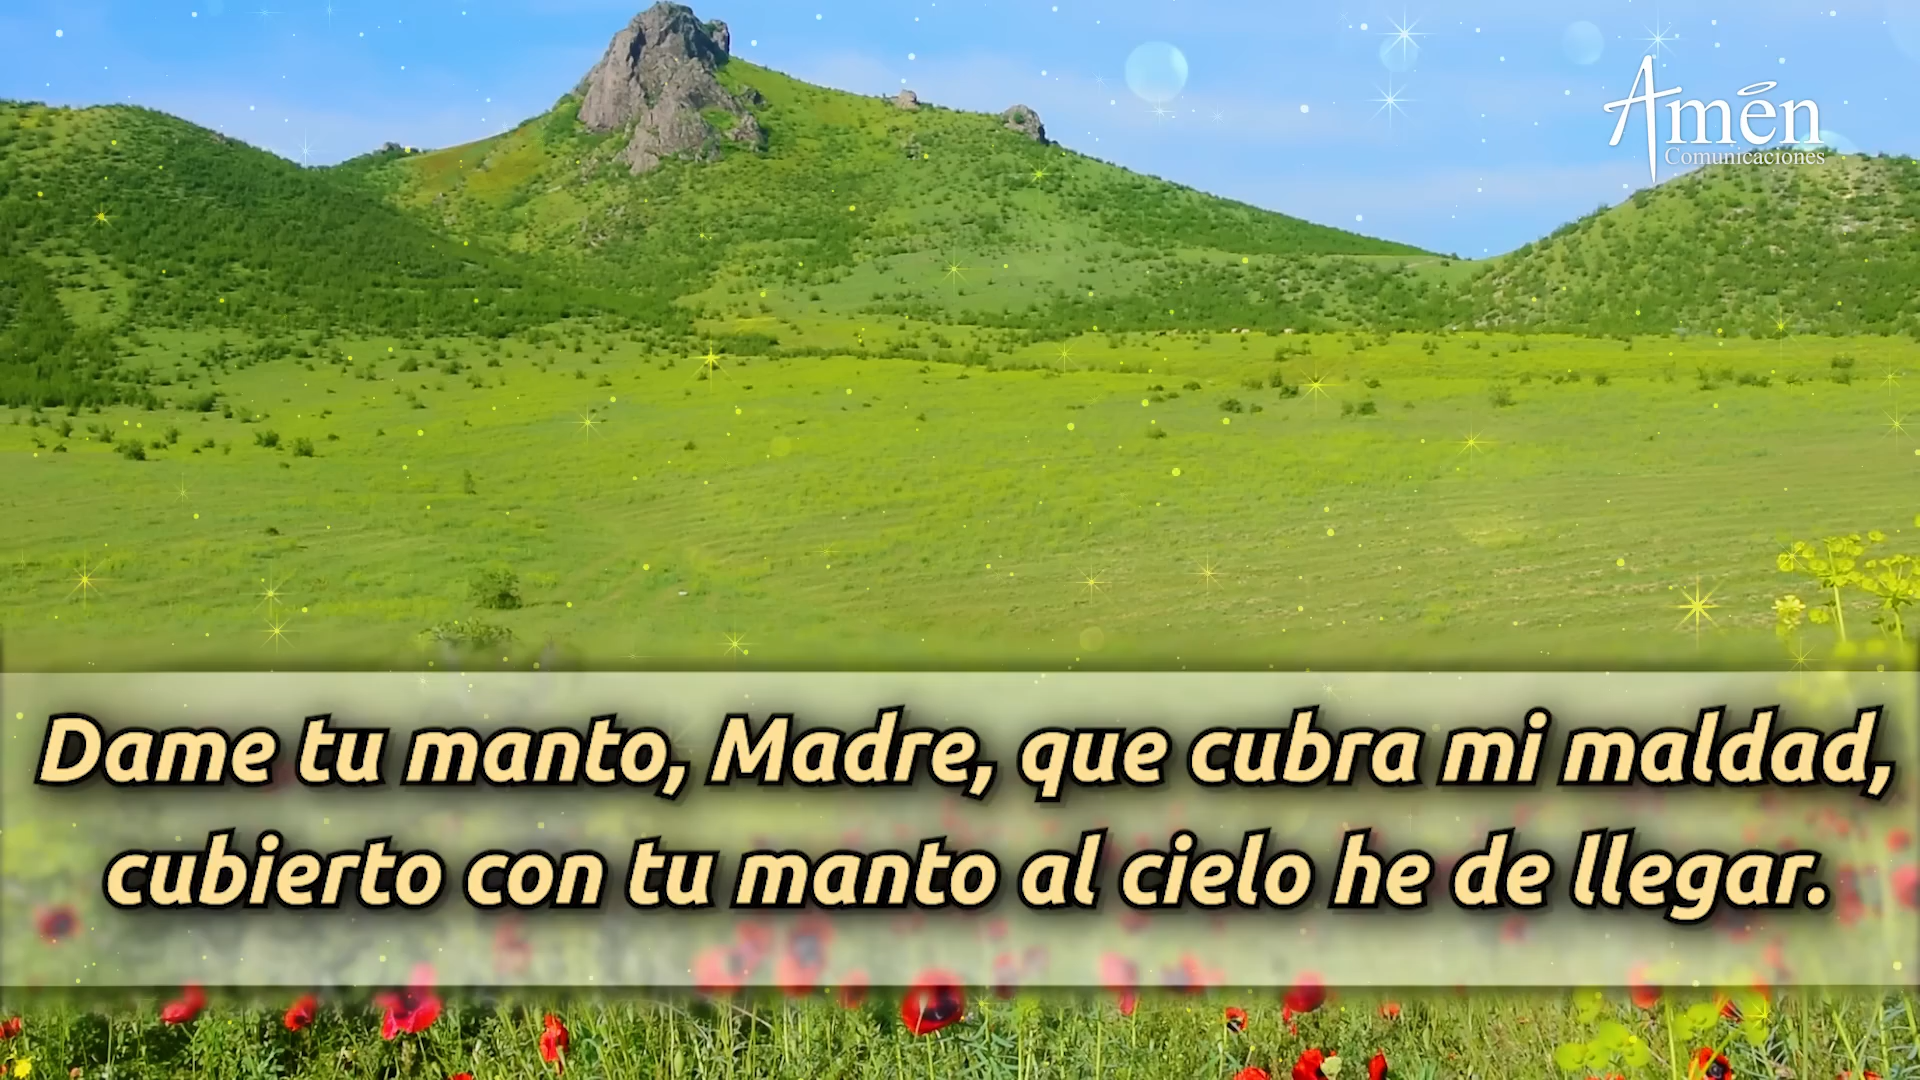 Amén
Comunicaciones
Dame tu manto, Madre, que cubra mi maldad,
cubierto con tu manto al cielo he de llegar.